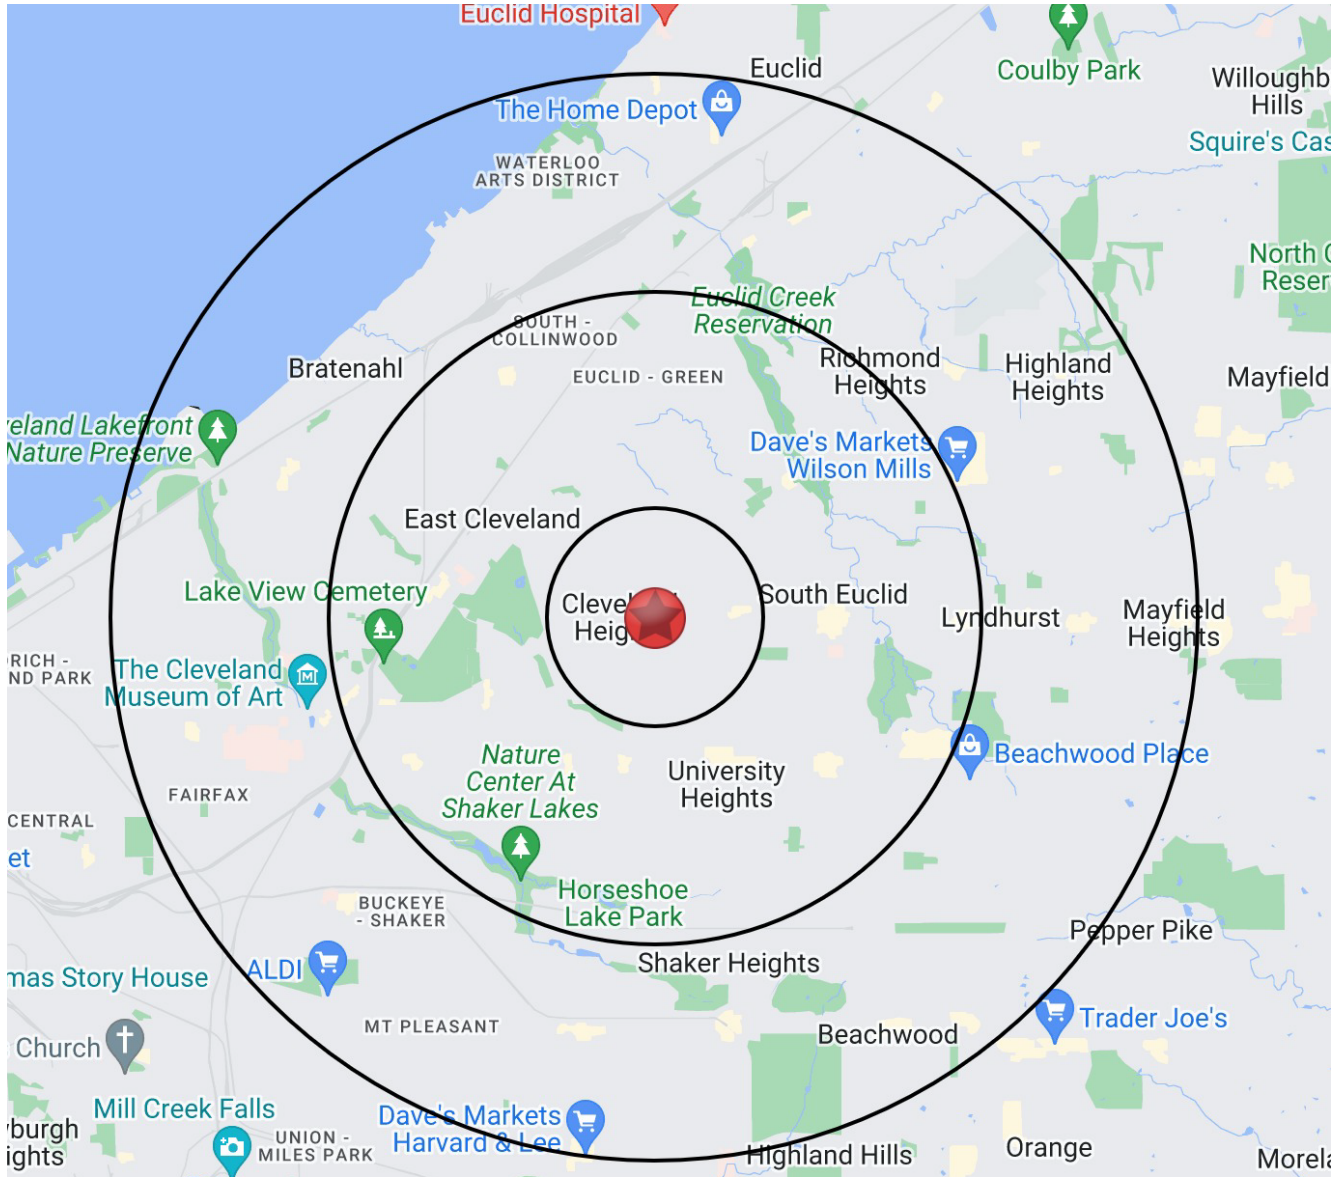 Euclid Hospital
Euclid
Coulby Park
Willoughb
Hills
The Home Depot
Squire's Cas
WATERLOO
ARTS DISTRICT
North C
Reser
Euclid Creek
Reservation
SOUTH -
COLLINWOOD
Bratenahl
EUCLID - GREEN
Richmond
Heights
Highland
Heights
Mayfield
veland Lakefront
Nature Preserve
Dave's Markets
Wilson Mills
East Cleveland
Lake View Cemetery
Clevel
Heig
South Euclid
Lyndhurst
Mayfield
Heights
DRICH -
ND PARK
The Cleveland
Museum of Art
M
Nature
Center At
Shaker Lakes
University
Heights
Beachwood Place
FAIRFAX
CENTRAL
et
BUCKEYE
- SHAKER
Horseshoe
Lake Park
Pepper Pike
mas Story House
ALDI
Shaker Heights
MT PLEASANT
Beachwood
Trader Joe's
Church
Mill Creek Falls
Dave's Markets
Harvard & Lee
yburgh
ights
UNION -
MILES PARK
Highland Hills
Orange
Morela